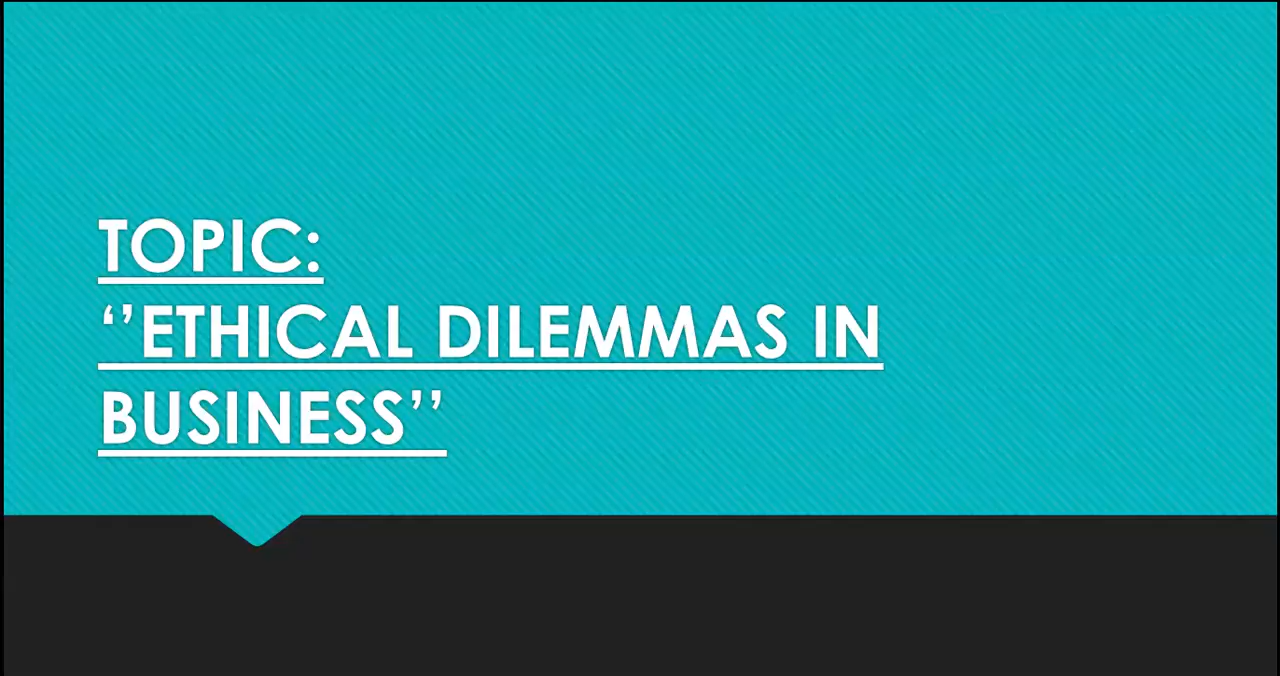 TOPIC:
‘’ETHICAL DILEMMAS IN
BUSINESS’’